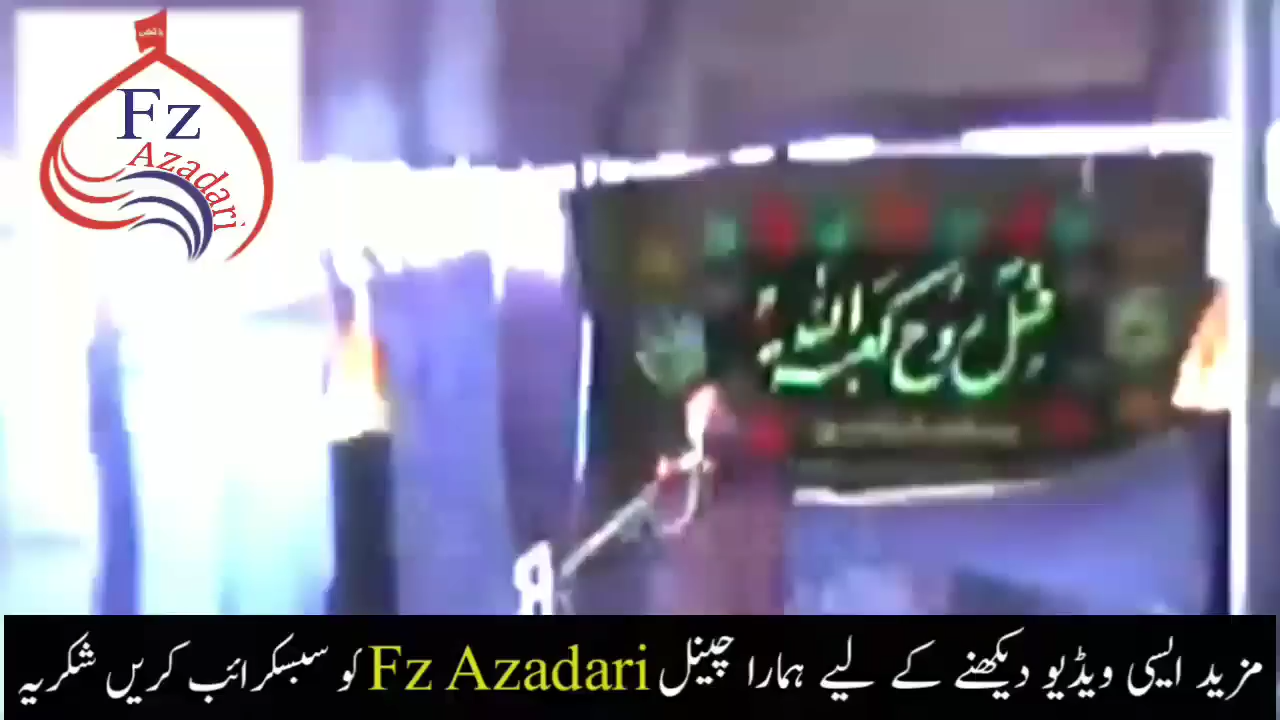 Fz
Azadari
قتل روح کعبۃ اللہ
مزید ایسی ویڈیو دیکھنے کے لیے ہمارا چینل Fz Azadari کو سبسکرائب کریں شکریہ